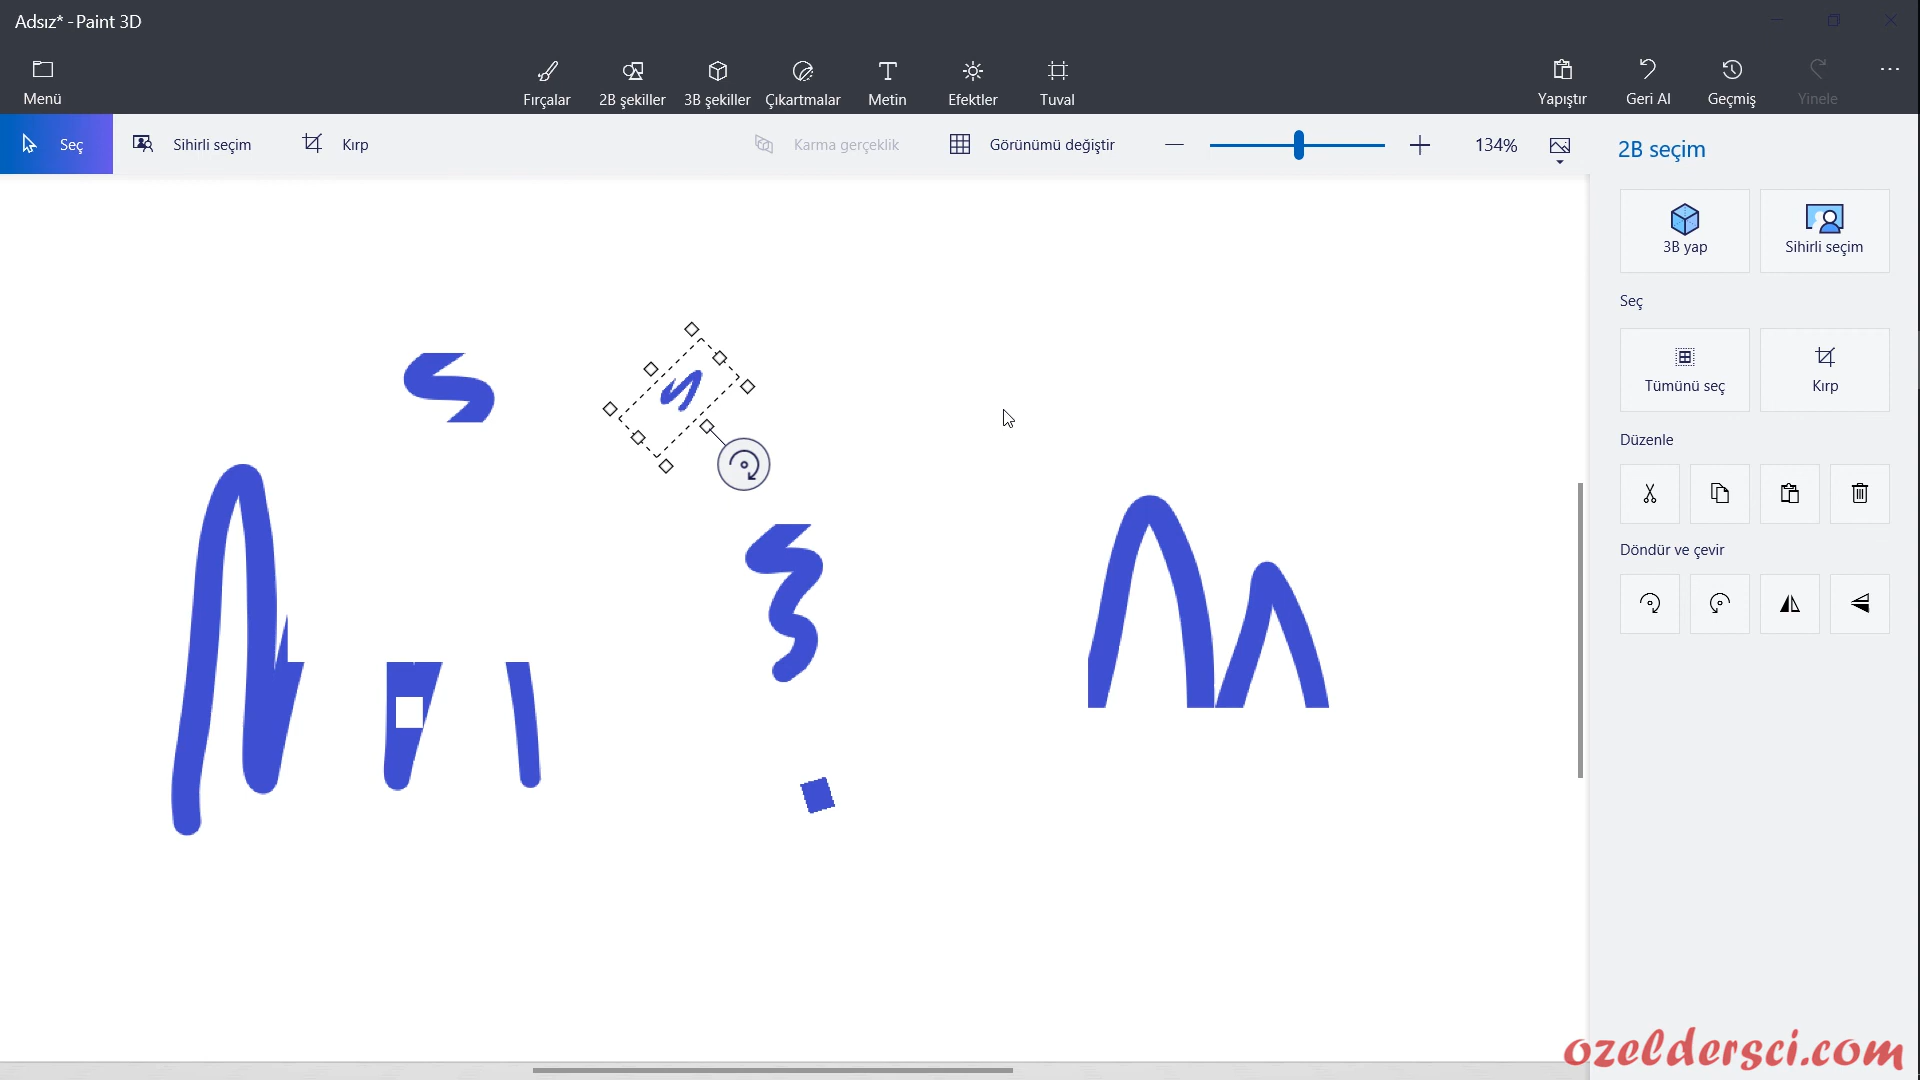 Adsız* - Paint 3D
Menü
Fırçalar
2B şekiller
3B şekiller
Çıkartmalar
Metin
Efektler
Tuval
Yapıştır
Geri Al
Geçmiş
Yinele
Seç
Sihirli seçim
Kırp
Karma gerçeklik
Görünümü değiştir
134%
2B seçim
3B yap
Sihirli seçim
Seç
Tümünü seç
Kırp
Düzenle
Döndür ve çevir
ozeldersci.com